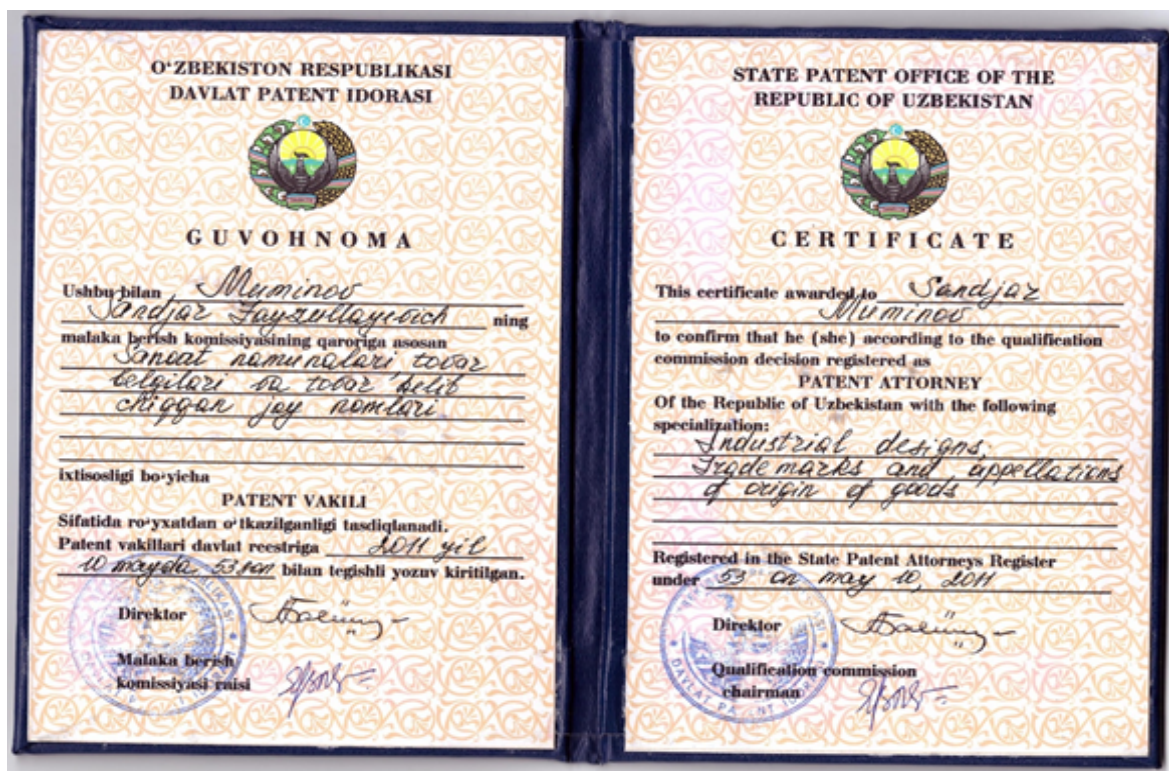 O'ZBEKISTON RESPUBLIKASI
DAVLAT PATENT IDORASI
GUVOHNOMA
Ushbu bilan Muminov
Sandjar Fayzullayevich ning
malaka berish komissiyasining qaroriga asosan
Sanoat namunalari, tovar
belgilari va tovar kelib
chiqqan joy nomlari
ixtisosligi bo'yicha
PATENT VAKILI
Sifatida ro'yxatdan o'tkazilganligi tasdiqlanadi.
Patent vakillari davlat reestriga 2011 yil
10 mayda 53 son bilan tegishli yozuv kiritilgan.
Direktor
Malaka berish
komissiyasi raisi
STATE PATENT OFFICE OF THE
REPUBLIC OF UZBEKISTAN
CERTIFICATE
This certificate awarded to Sandjar
Muminov
to confirm that he (she) according to the qualification
commission decision registered as
PATENT ATTORNEY
Of the Republic of Uzbekistan with the following
specialization:
Industrial designs,
Trade marks and appellations
of origin of goods
Registered in the State Patent Attorneys Register
under 53 on may 10, 2011
Direktor
Qualification commission
chairman
DAVLAT PATENT